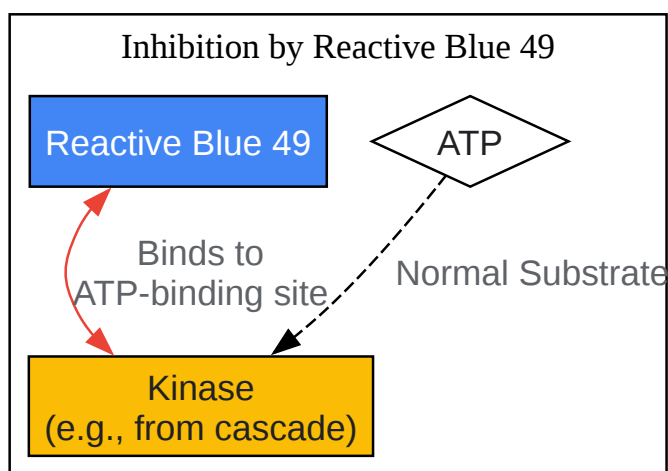 Inhibition by Reactive Blue 49
Reactive Blue 49
ATP
Binds to
ATP-binding site
Normal Substrate
Kinase
(e.g., from cascade)